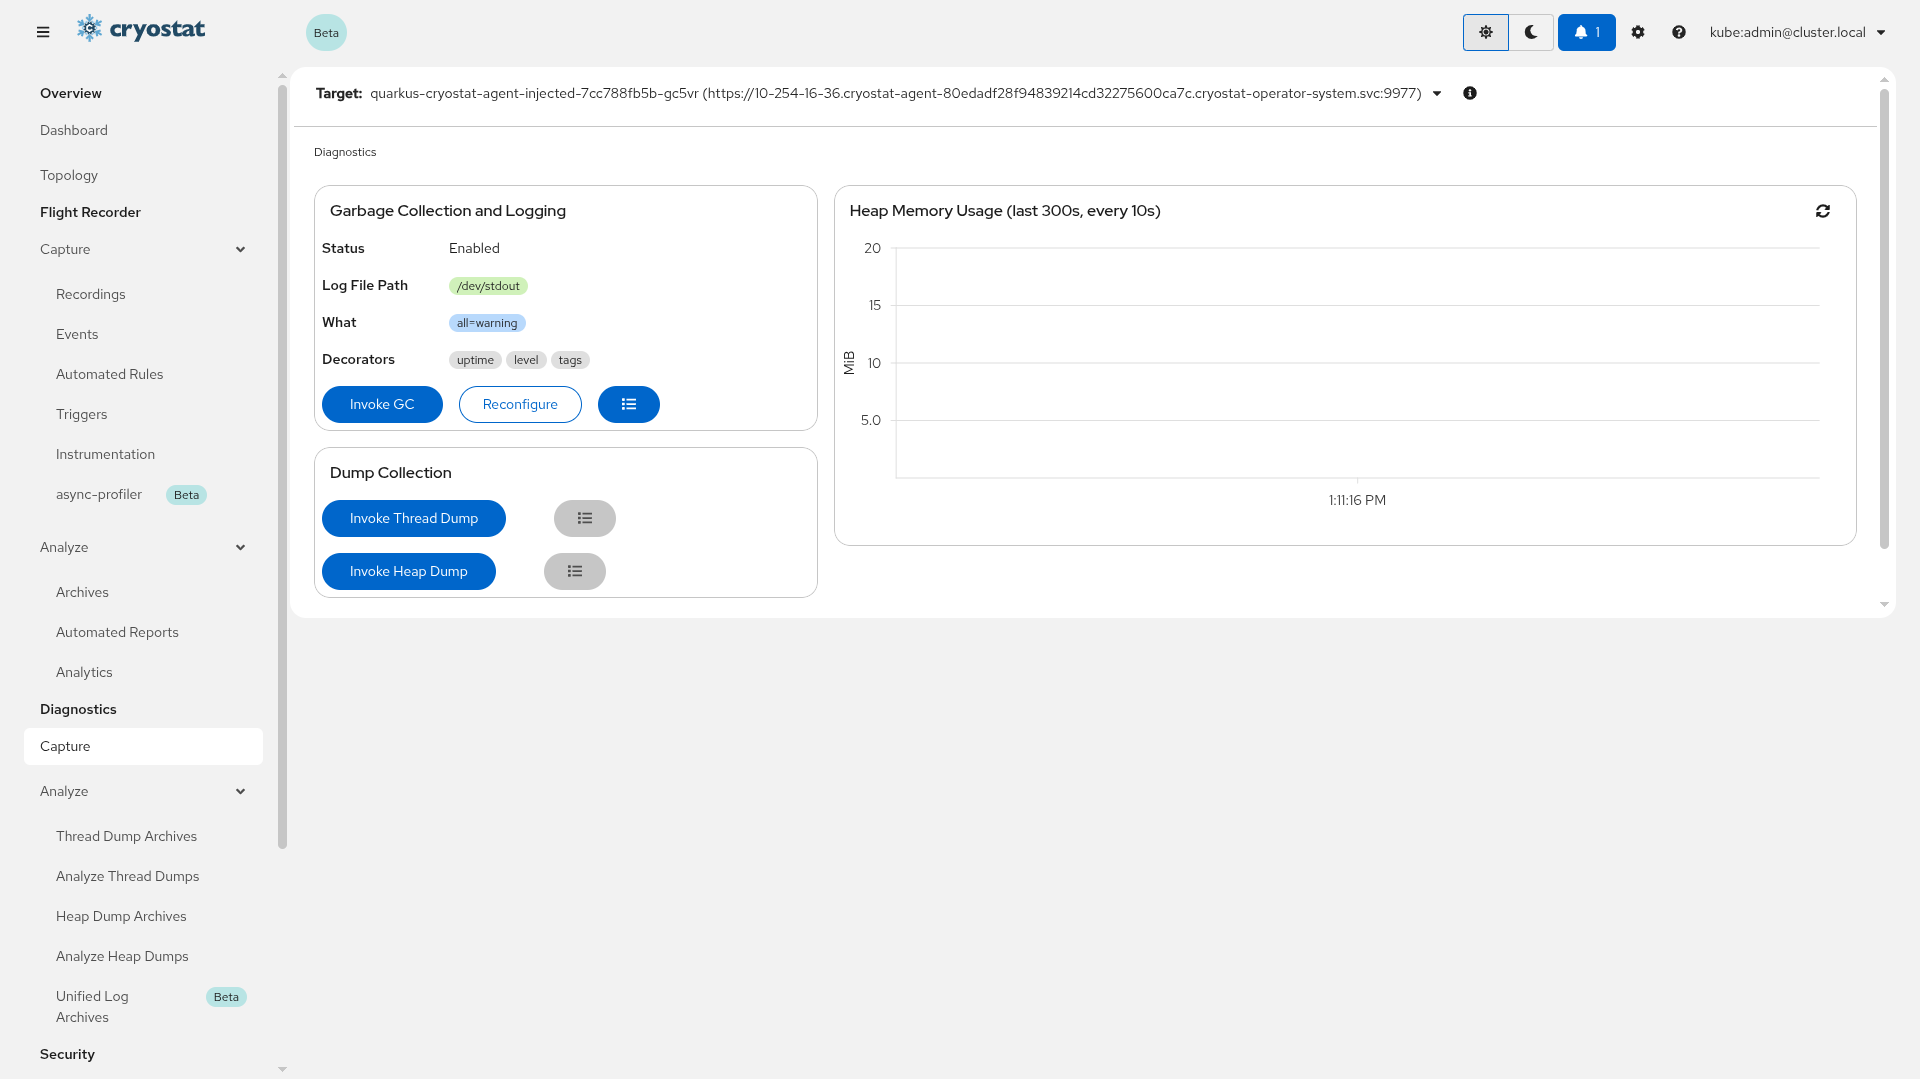 cryostat
Beta
1
kube:admin@cluster.local
Overview
Dashboard
Topology
Flight Recorder
Capture
Recordings
Events
Automated Rules
Triggers
Instrumentation
async-profiler Beta
Analyze
Archives
Automated Reports
Analytics
Diagnostics
Capture
Analyze
Thread Dump Archives
Analyze Thread Dumps
Heap Dump Archives
Analyze Heap Dumps
Unified Log Beta
Archives
Security
Target: quarkus-cryostat-agent-injected-7cc788fb5b-gc5vr (https://10-254-16-36.cryostat-agent-80edadf28f94839214cd32275600ca7c.cryostat-operator-system.svc:9977)
Diagnostics
Garbage Collection and Logging
Status Enabled
Log File Path /dev/stdout
What all=warning
Decorators uptime level tags
Invoke GC Reconfigure
Dump Collection
Invoke Thread Dump
Invoke Heap Dump
Heap Memory Usage (last 300s, every 10s)
20
15
10
5.0
MiB
1:11:16 PM